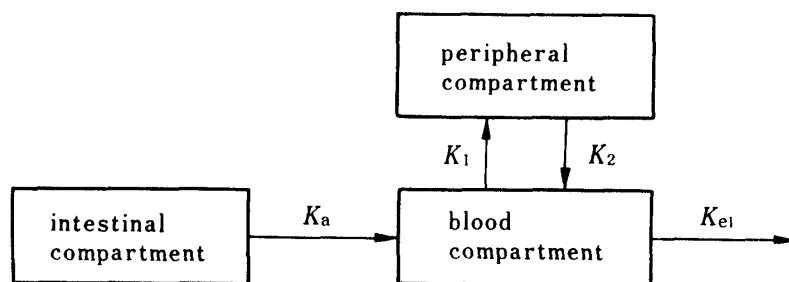 peripheral
compartment
K₁
K₂
intestinal
compartment
Kₐ
blood
compartment
Kel